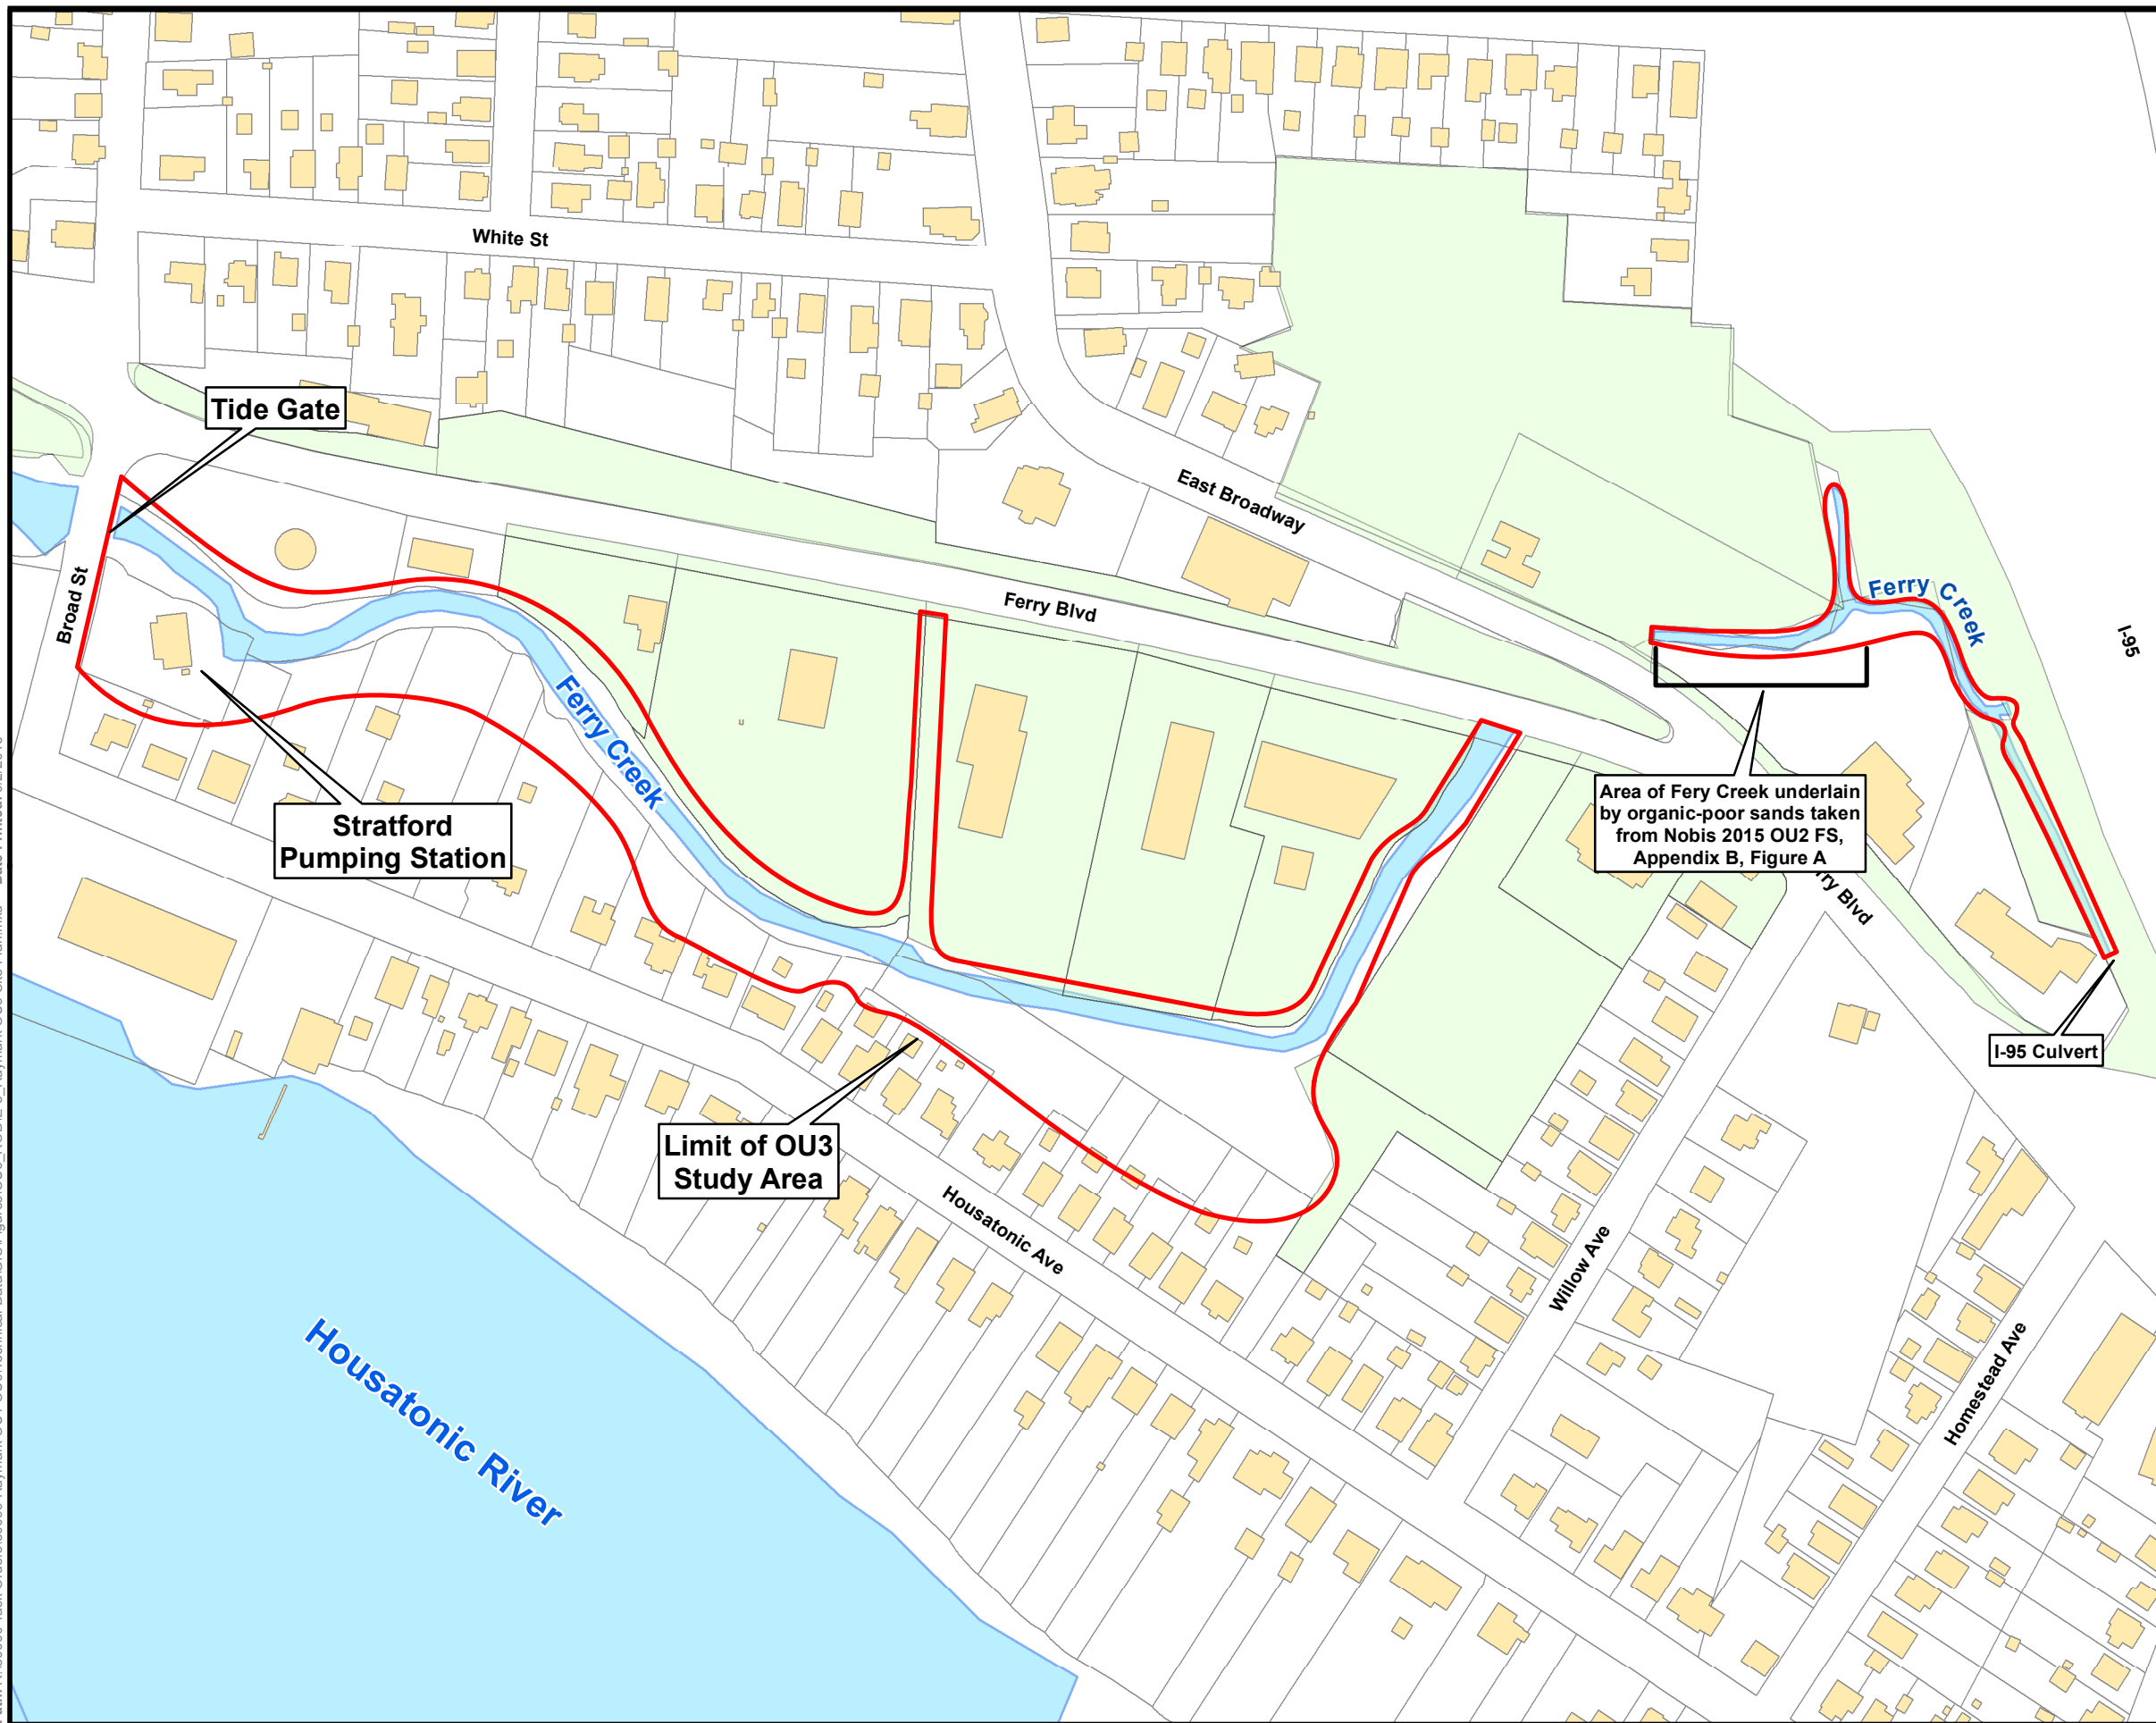 White St
Tide Gate
East Broadway
Ferry Creek
I-95
Broad St
Ferry Blvd
Ferry Creek
Area of Fery Creek underlain
by organic-poor sands taken
from Nobis 2015 OU2 FS,
Appendix B, Figure A
Stratford
Pumping Station
rry Blvd
I-95 Culvert
Limit of OU3
Study Area
Housatonic Ave
Willow Ave
Homestead Ave
Housatonic River